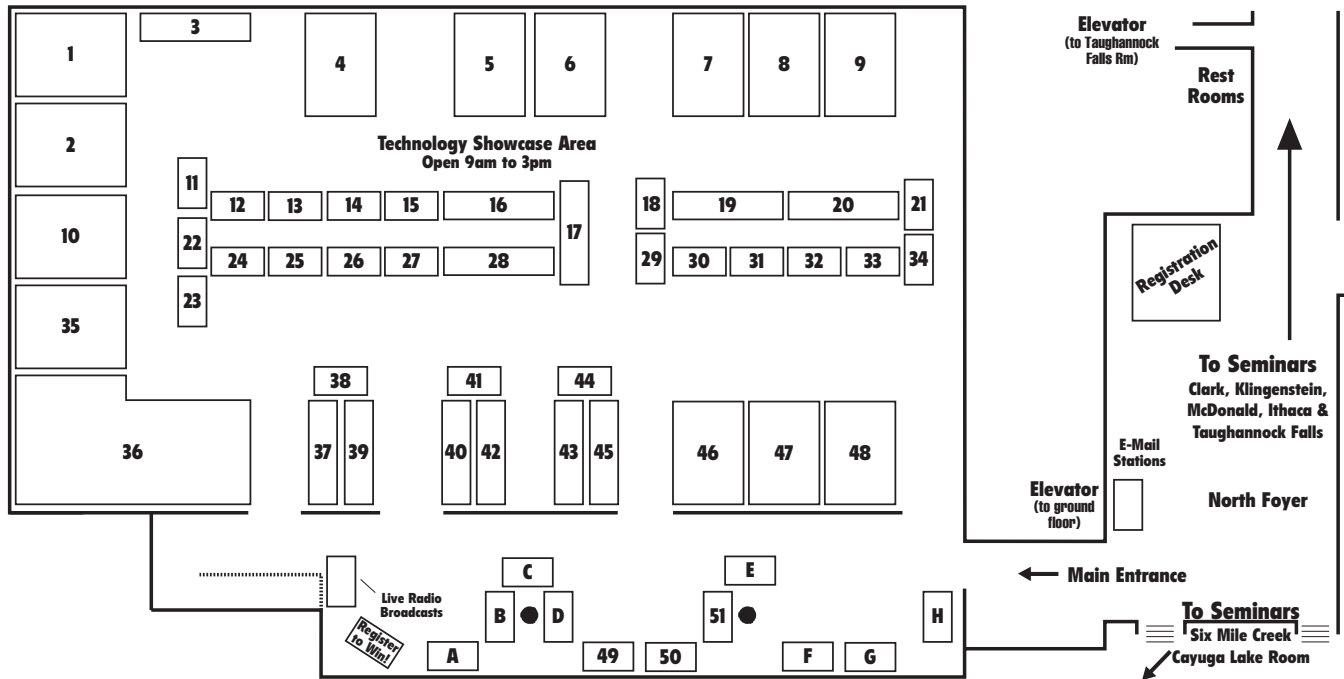 1
3
4
5
6
7
8
9
Elevator
(to Taughannock
Falls Rm)
Rest
Rooms
2
Technology Showcase Area
Open 9am to 3pm
11
12
13
14
15
16
17
18
19
20
21
10
22
24
25
26
27
28
29
30
31
32
33
34
23
Registration
Desk
35
To Seminars
Clark, Klingenstein,
McDonald, Ithaca &
Taughannock Falls
38
41
44
36
37
39
40
42
43
45
46
47
48
E-Mail
Stations
Elevator
(to ground
floor)
North Foyer
C
E
Main Entrance
Live Radio
Broadcasts
B
D
51
H
To Seminars
Six Mile Creek
Cayuga Lake Room
Register
to Win!
A
49
50
F
G